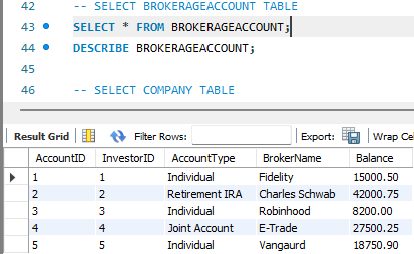 42 -- SELECT BROKERAGEACCOUNT TABLE
43 SELECT * FROM BROKERAGEACCOUNT;
44 DESCRIBE BROKERAGEACCOUNT;
45
46 -- SELECT COMPANY TABLE
Result Grid Filter Rows: Export: Wrap Cel
AccountID InvestorID AccountType BrokerName Balance
1 1 Individual Fidelity 15000.50
2 2 Retirement IRA Charles Schwab 42000.75
3 3 Individual Robinhood 8200.00
4 4 Joint Account E-Trade 27500.25
5 5 Individual Vangaurd 18750.90